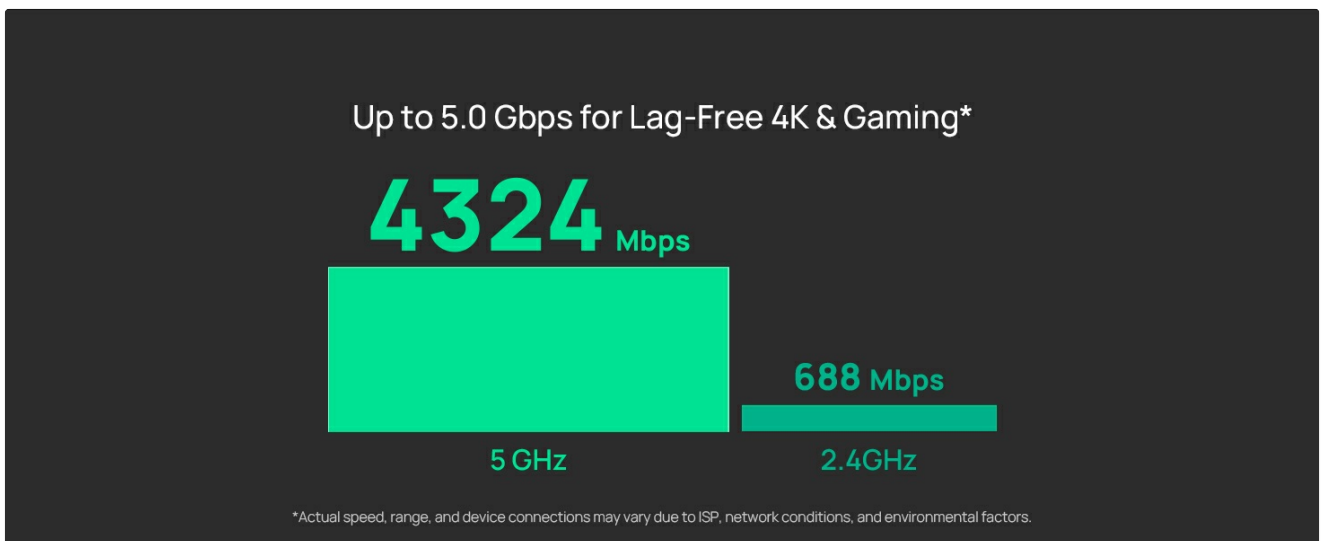 Up to 5.0 Gbps for Lag-Free 4K & Gaming*
4324 Mbps
688 Mbps
5 GHz
2.4GHz
*Actual speed, range, and device connections may vary due to ISP, network conditions, and environmental factors.